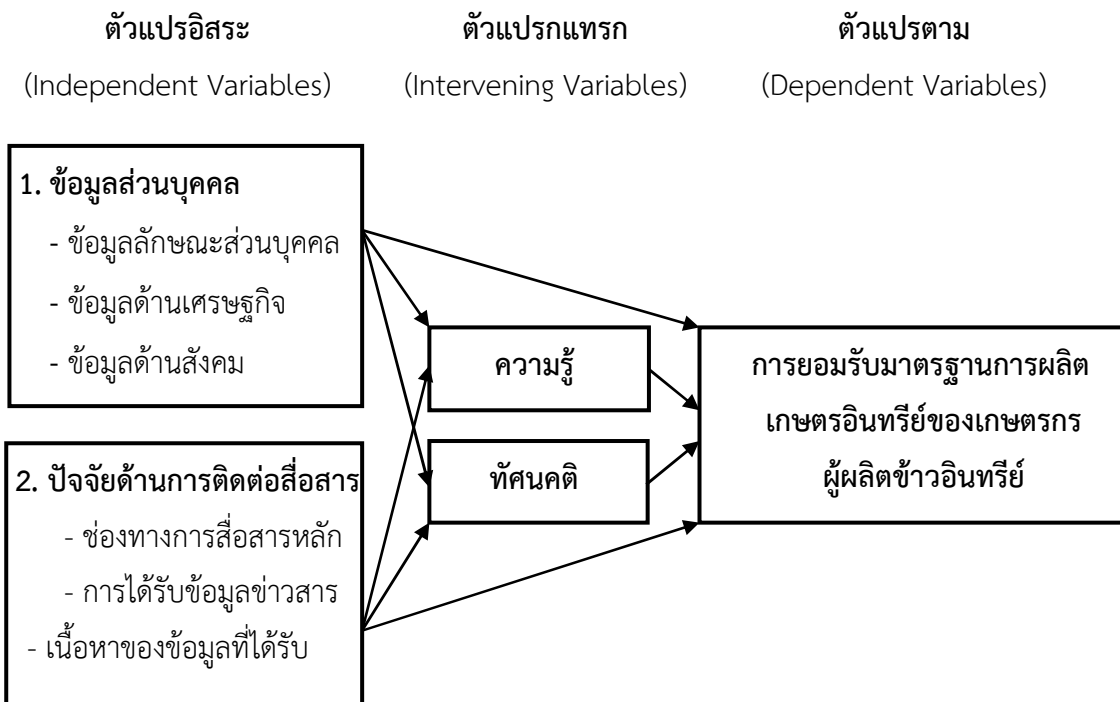 ตัวแปรอิสระ
(Independent Variables)
ตัวแปรกแทรก
(Intervening Variables)
ตัวแปรตาม
(Dependent Variables)
1. ข้อมูลส่วนบุคคล
- ข้อมูลลักษณะส่วนบุคคล
- ข้อมูลด้านเศรษฐกิจ
- ข้อมูลด้านสังคม
2. ปัจจัยด้านการติดต่อสื่อสาร
- ช่องทางการสื่อสารหลัก
- การได้รับข้อมูลข่าวสาร
- เนื้อหาของข้อมูลที่ได้รับ
ความรู้
ทัศนคติ
การยอมรับมาตรฐานการผลิต
เกษตรอินทรีย์ของเกษตรกร
ผู้ผลิตข้าวอินทรีย์